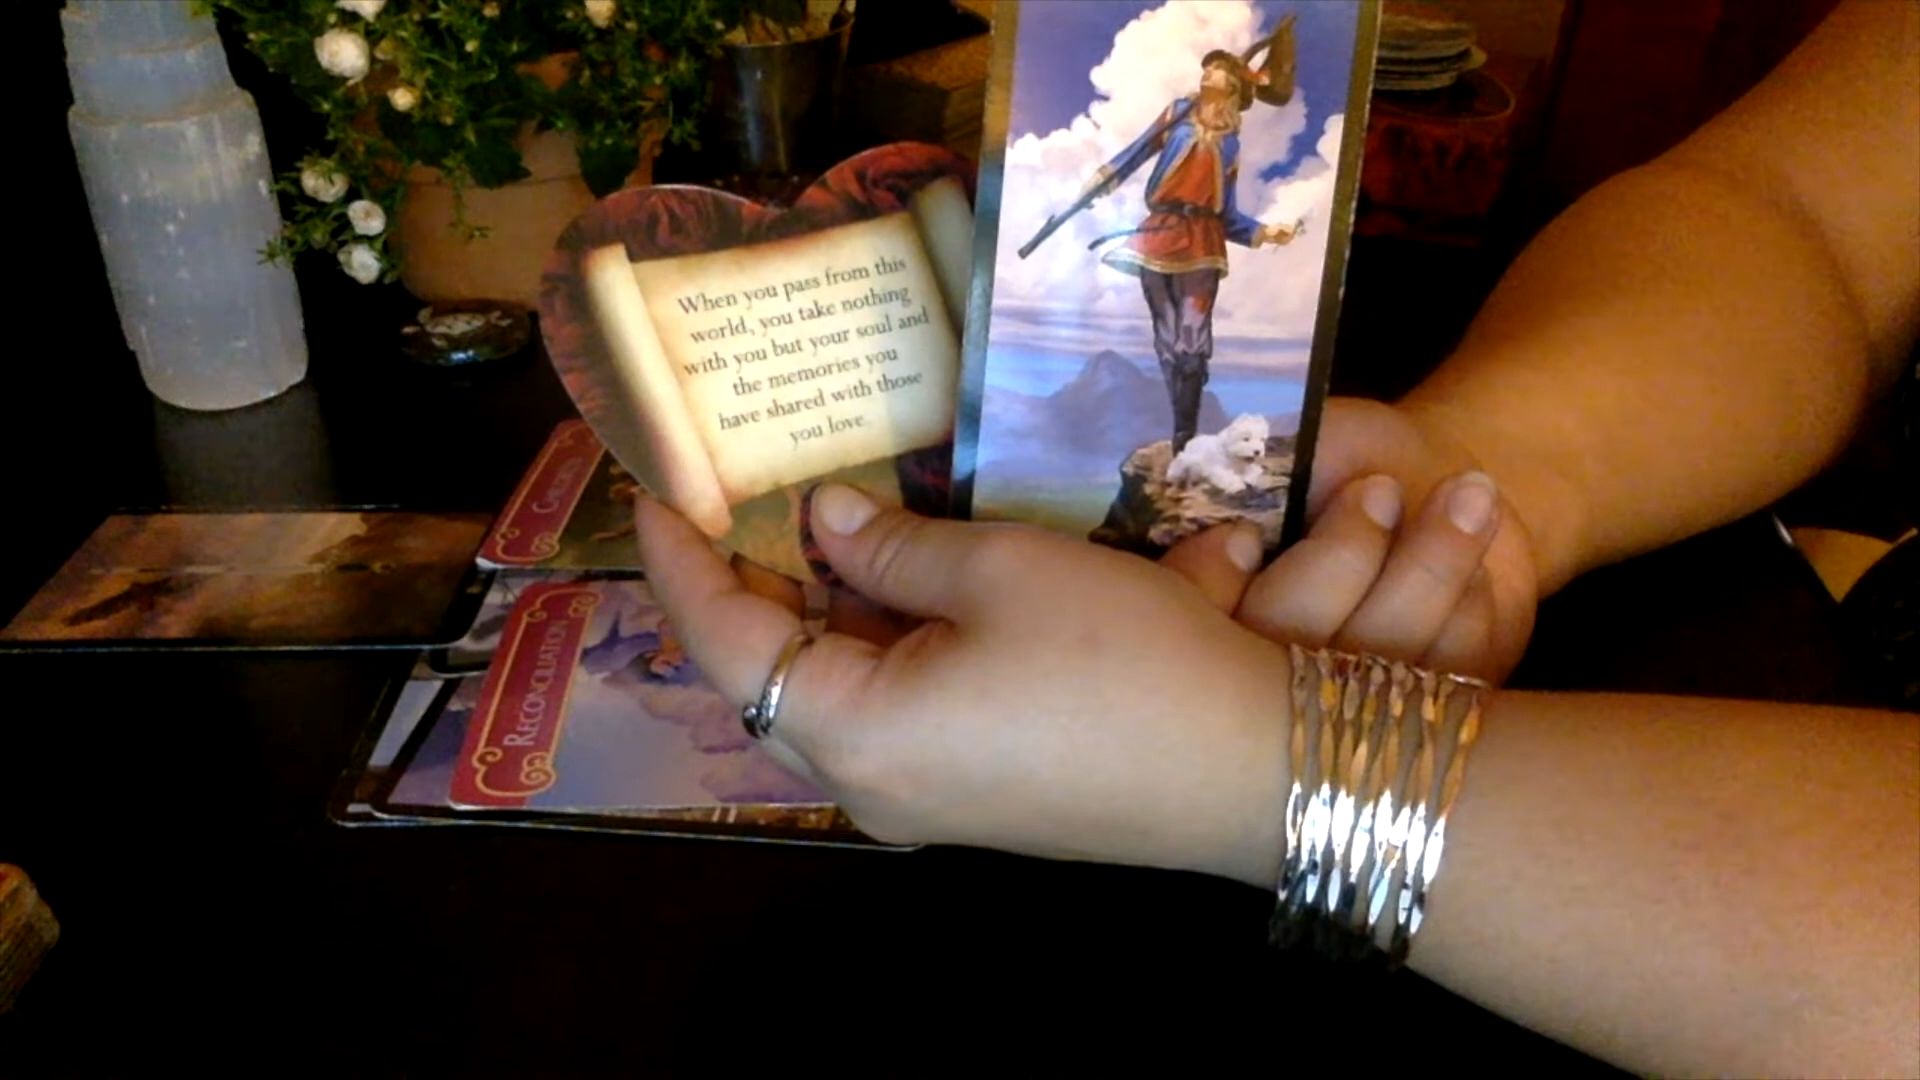 When you pass from this
world, you take nothing
with you but your soul and
the memories you
have shared with those
you love.
RECONCILIATION